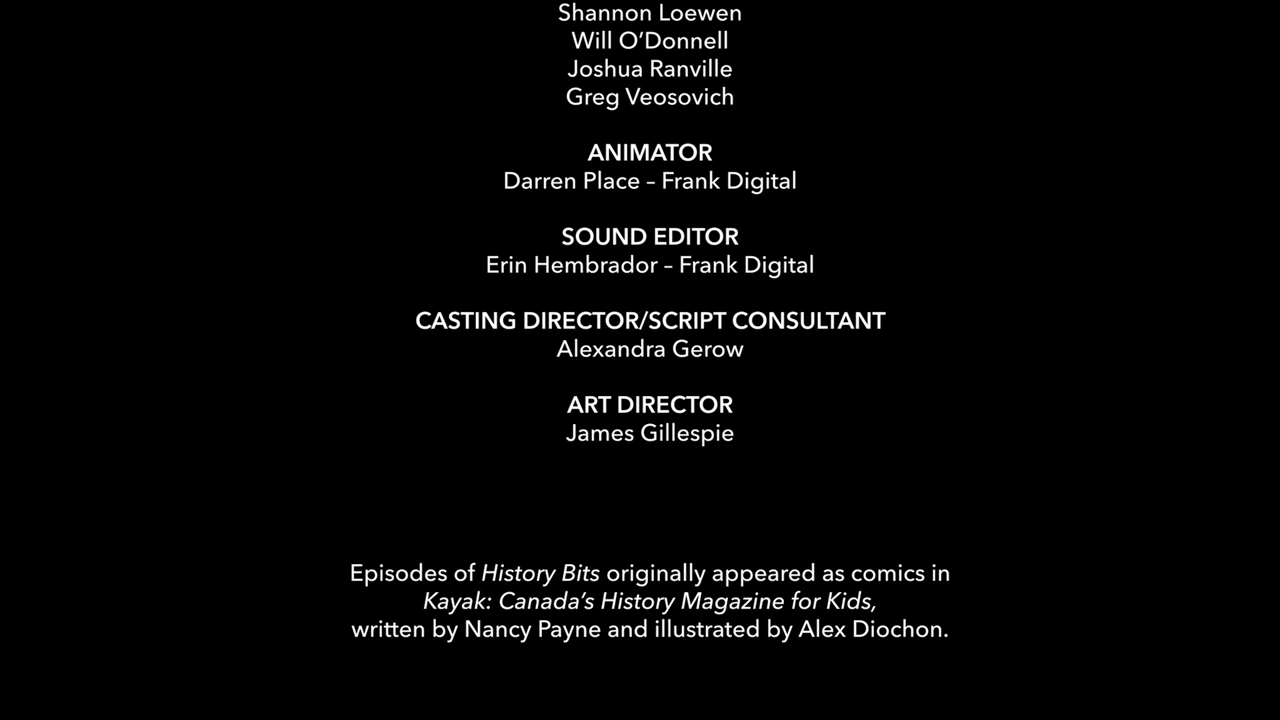 Shannon Loewen
Will O’Donnell
Joshua Ranville
Greg Veosovich
ANIMATOR
Darren Place – Frank Digital
SOUND EDITOR
Erin Hembrador – Frank Digital
CASTING DIRECTOR/SCRIPT CONSULTANT
Alexandra Gerow
ART DIRECTOR
James Gillespie
Episodes of History Bits originally appeared as comics in
Kayak: Canada’s History Magazine for Kids,
written by Nancy Payne and illustrated by Alex Diochon.